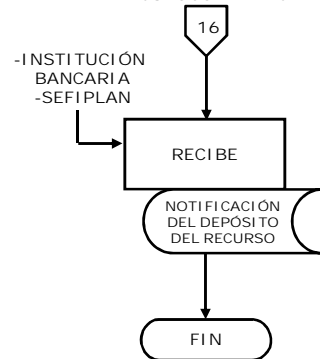 16
-INSTITUCIÓN
BANCARIA
-SEFIPLAN
RECIBE
NOTIFICACIÓN
DEL DEPÓSITO
DEL RECURSO
FIN